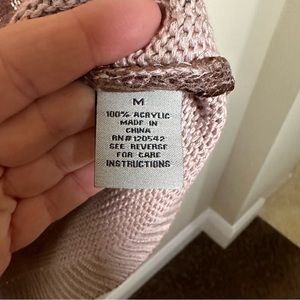 M
100% ACRYLIC
MADE IN
CHINA
RN#120542
SEE REVERSE
FOR CARE
INSTRUCTIONS